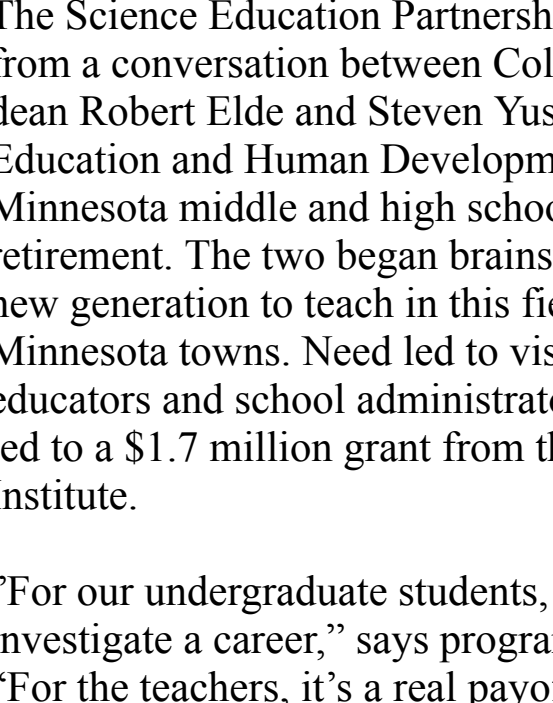 The Science Education Partnersh
from a conversation between Col
dean Robert Elde and Steven Yus
Education and Human Developm
Minnesota middle and high schoo
retirement. The two began brains
new generation to teach in this fie
Minnesota towns. Need led to vis
educators and school administrato
led to a $1.7 million grant from th
Institute.

"For our undergraduate students,
investigate a career,” says program
“For the teachers, it’s a real payo